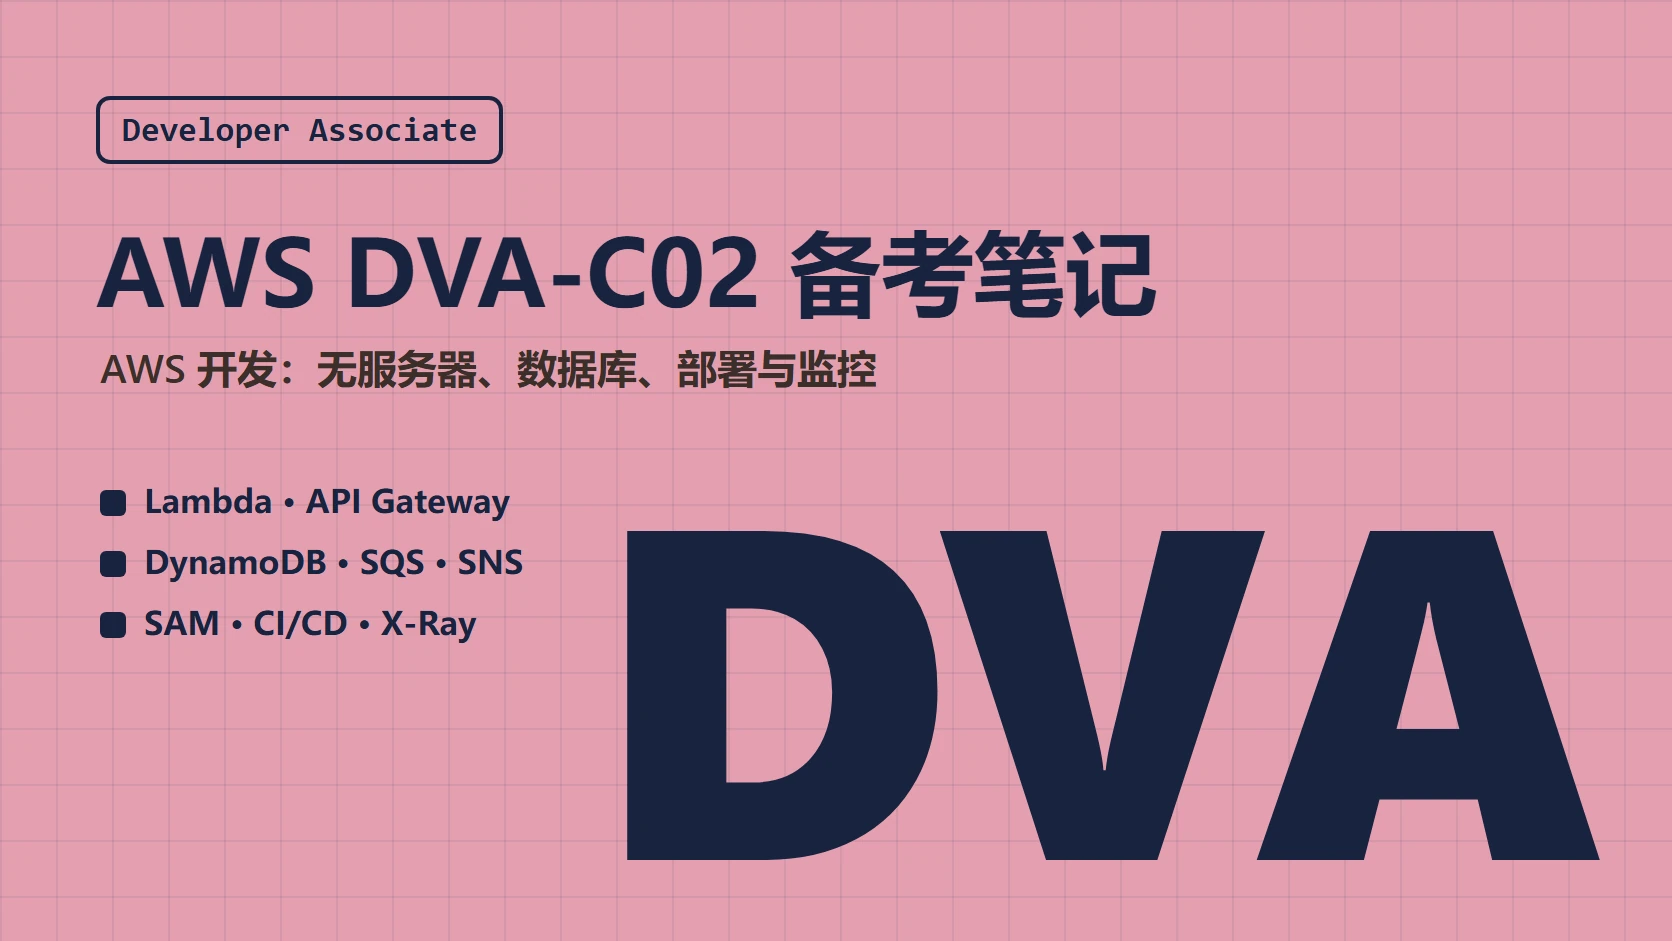 Developer Associate
AWS DVA-C02 备考笔记
AWS 开发：无服务器、数据库、部署与监控
Lambda • API Gateway
DynamoDB • SQS • SNS
SAM • CI/CD • X-Ray
DVA